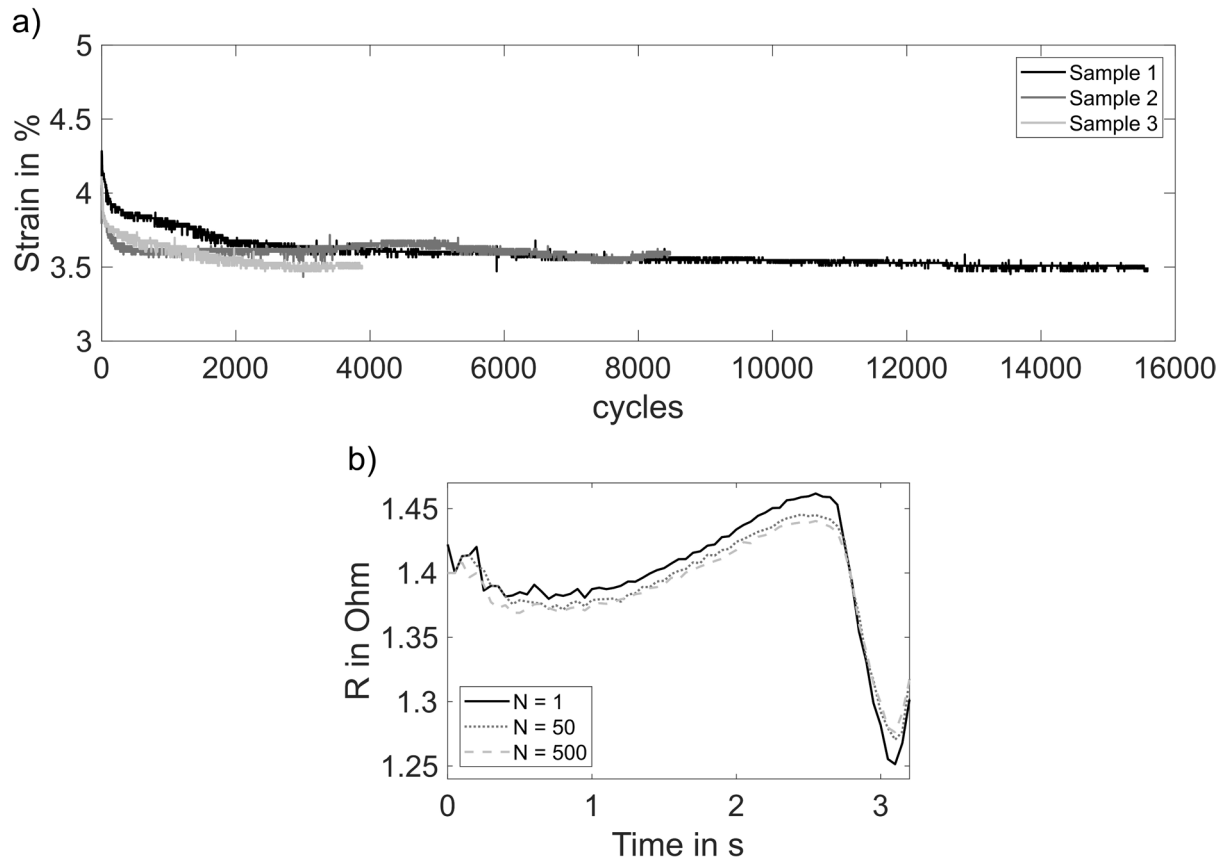 a)
5
4.5
4
3.5
3
Strain in %
Sample 1
Sample 2
Sample 3
0 2000 4000 6000 8000 10000 12000 14000 16000
cycles
b)
1.45
1.4
1.35
1.3
1.25
R in Ohm
N = 1
N = 50
N = 500
0 1 2 3
Time in s